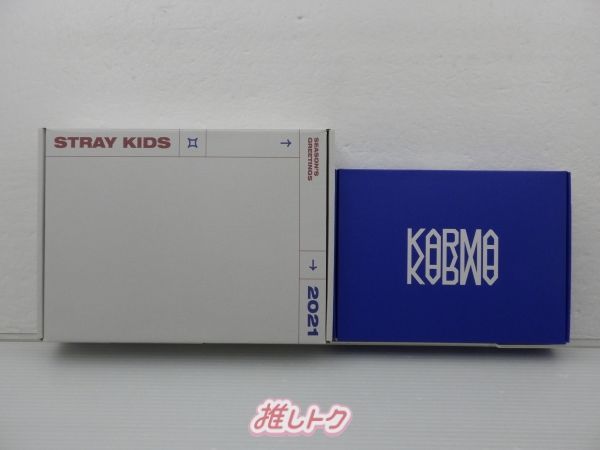 STRAY KIDS
SEASON'S
GREETINGS
2021
KARMA
推しトク